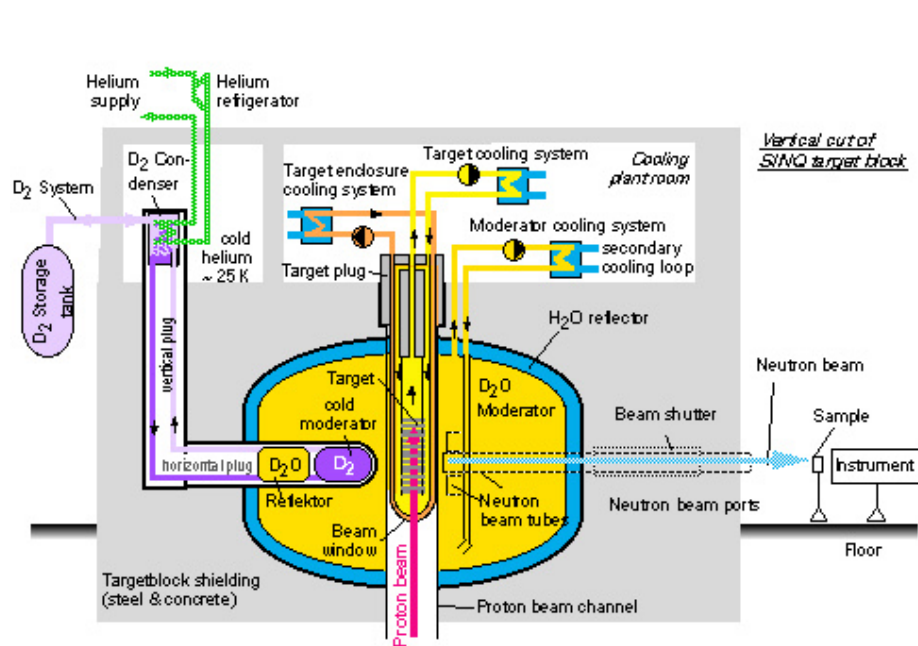 Helium
supply
Helium
refrigerator
Vertical cut of
SINQ target block
D2 Con-
denser
D2 System
cold
helium
~ 25 K
D2 Storage
tank
vertical plug
horizontal plug
Target enclosure
cooling system
Target cooling system
Cooling
plant room
Moderator cooling system
secondary
cooling loop
Target plug
H2O reflector
Target
cold
moderator
D2O
Moderator
D2O
D2
Reflektor
Beam
window
Neutron
beam tubes
Beam shutter
Neutron beam
Sample
Instrument
Neutron beam ports
Floor
Targetblock shielding
(steel & concrete)
Proton beam
Proton beam channel